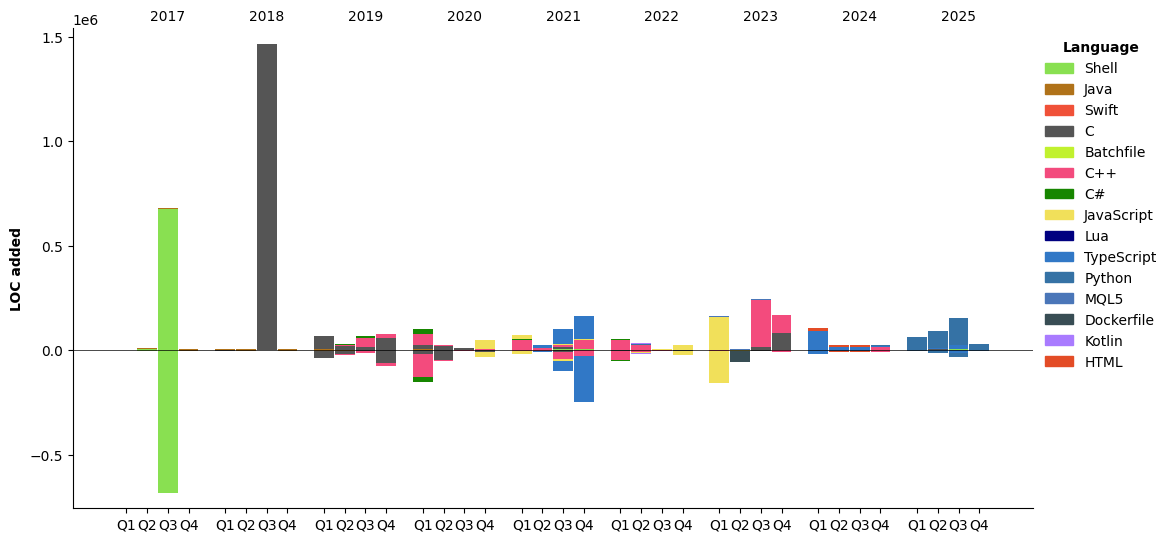 1e6
2017 2018 2019 2020 2021 2022 2023 2024 2025
1.5
1.0
0.5
0.0
−0.5
LOC added
Q1 Q2 Q3 Q4 Q1 Q2 Q3 Q4 Q1 Q2 Q3 Q4 Q1 Q2 Q3 Q4 Q1 Q2 Q3 Q4 Q1 Q2 Q3 Q4 Q1 Q2 Q3 Q4 Q1 Q2 Q3 Q4 Q1 Q2 Q3 Q4
Language
Shell
Java
Swift
C
Batchfile
C++
C#
JavaScript
Lua
TypeScript
Python
MQL5
Dockerfile
Kotlin
HTML